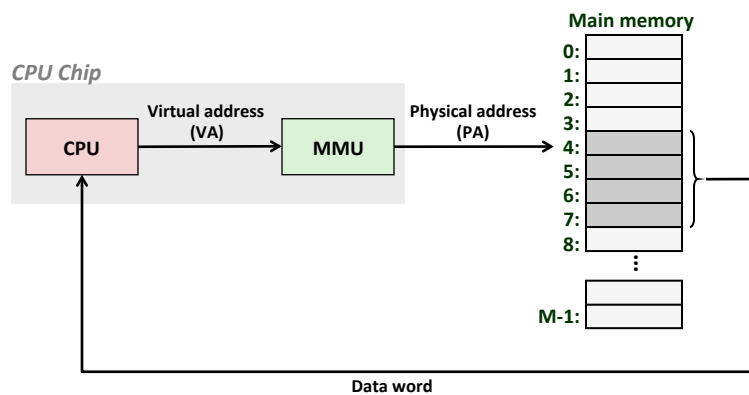 Main memory
0:
CPU Chip
1:
Virtual address
(VA)
Physical address
(PA)
2:
3:
CPU
MMU
4:
5:
6:
7:
8:
...
M-1:
Data word